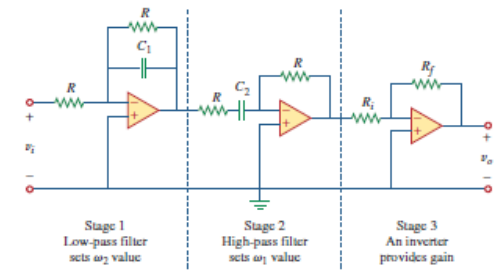 R
C₁
R
+
vᵢ
−
−
+
R
C₂
R
−
+
Rᵢ
R_f
−
+
+
vₒ
−
Stage 1
Low-pass filter
sets ω₂ value
Stage 2
High-pass filter
sets ω₁ value
Stage 3
An inverter
provides gain